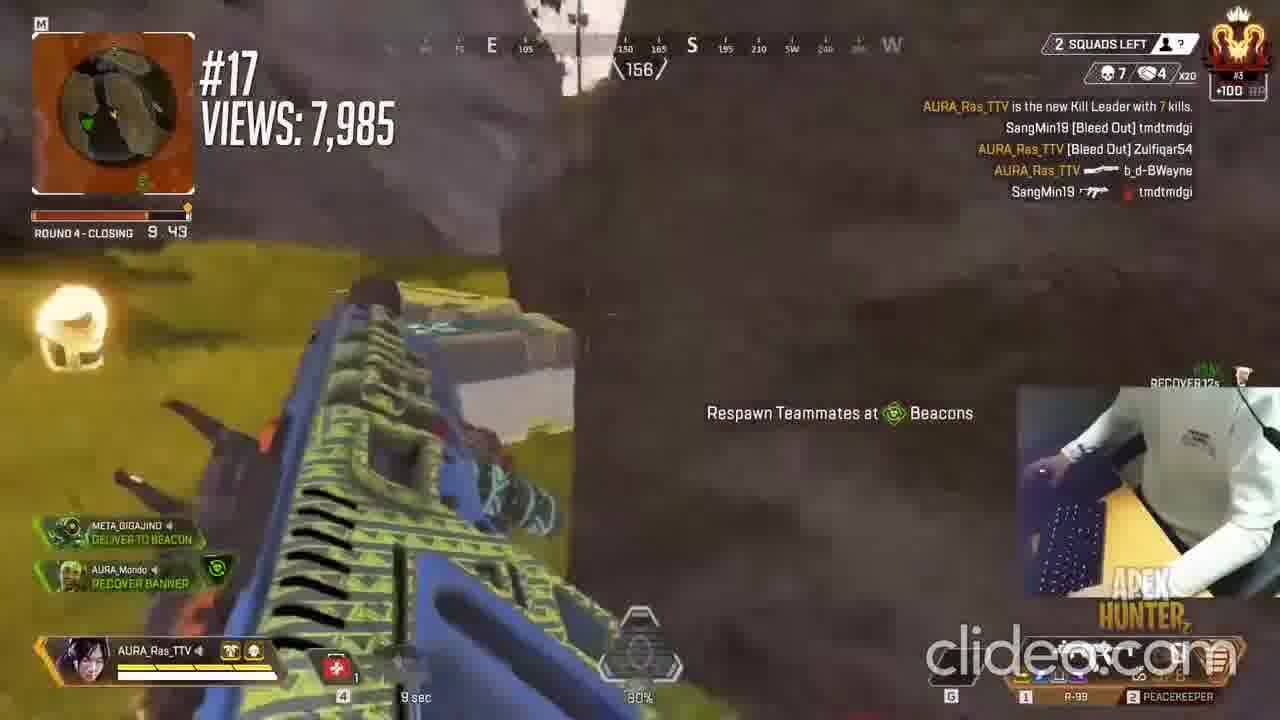 M
#17
VIEWS: 7,985
E 105 150 165 S 195 210 SW 240 W
156
2 SQUADS LEFT ?
7 4 X20
#3
+100 RP
AURA_Ras_TTV is the new Kill Leader with 7 kills.
SangMin19 [Bleed Out] tmdtmdgi
AURA_Ras_TTV [Bleed Out] Zulfiqar54
AURA_Ras_TTV b_d-BWayne
SangMin19 tmdtmdgi
ROUND 4 - CLOSING
RECOVER 12s
Respawn Teammates at Beacons
META_GIGAJINO
DELIVER TO BEACON
AURA_Mondo
RECOVER BANNER
APEX
HUNTERZ
clideo.com
AURA_Ras_TTV
1
4
9 sec
80%
G
1 R-99 2 PEACEKEEPER